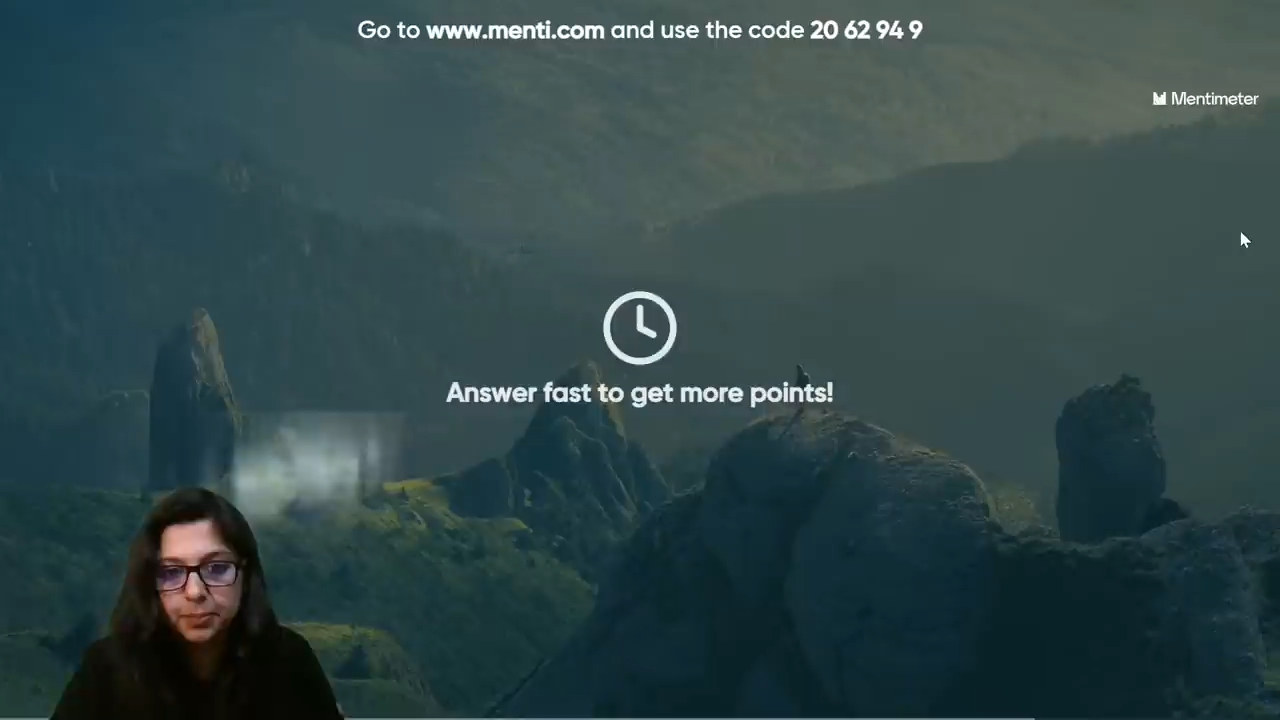 Go to www.menti.com and use the code 20 62 94 9
Mentimeter
Answer fast to get more points!